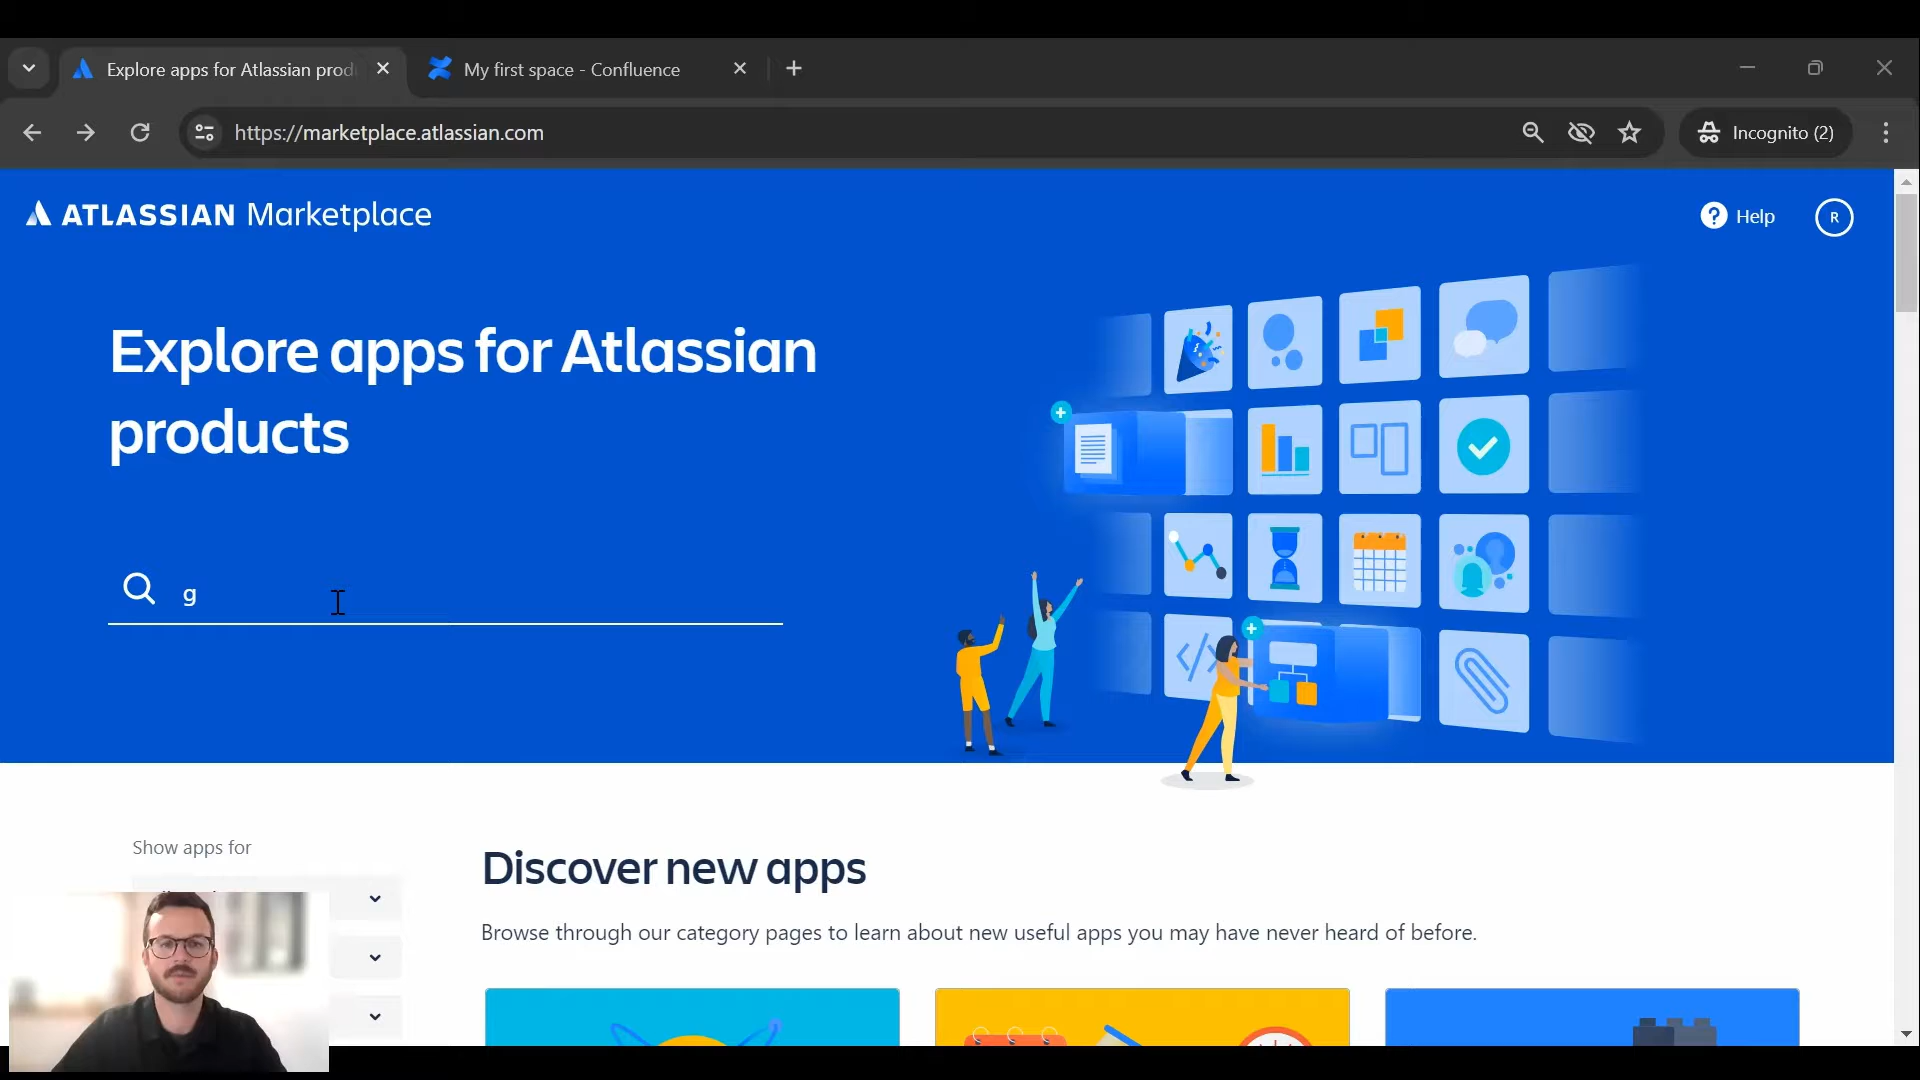 Explore apps for Atlassian prod
My first space - Confluence
https://marketplace.atlassian.com
Incognito (2)
ATLASSIAN Marketplace
? Help
R
Explore apps for Atlassian
products
g
Show apps for
Discover new apps
Browse through our category pages to learn about new useful apps you may have never heard of before.